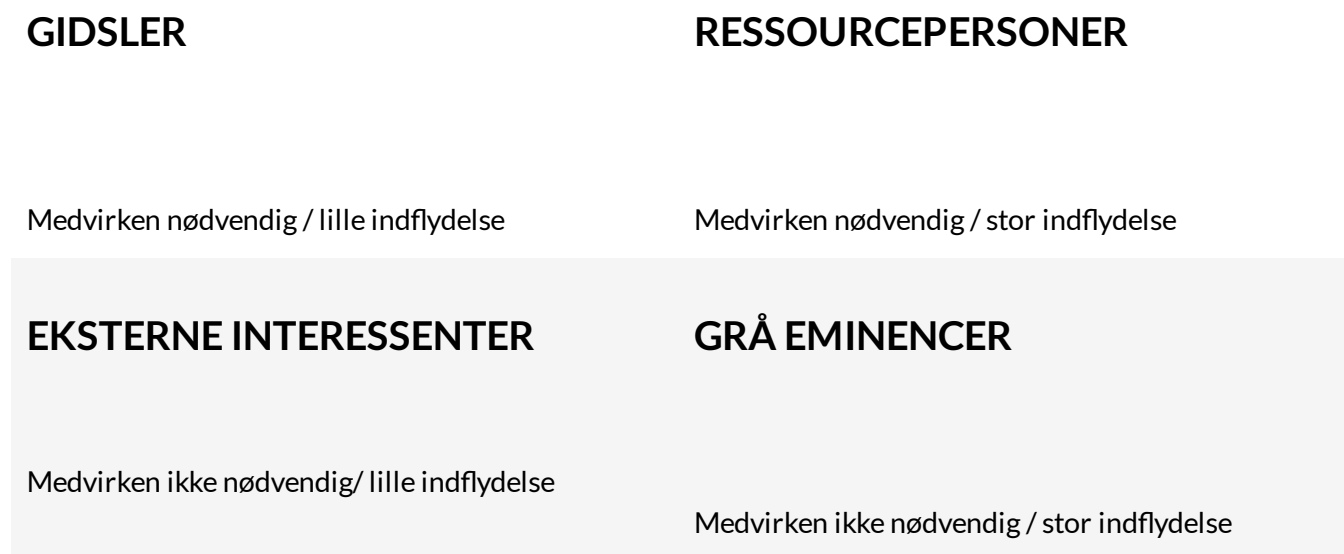 GIDSLER
RESSOURCEPERSONER
Medvirken nødvendig / lille indflydelse
Medvirken nødvendig / stor indflydelse
EKSTERNE INTERESSENTER
GRÅ EMINENCER
Medvirken ikke nødvendig/ lille indflydelse
Medvirken ikke nødvendig / stor indflydelse